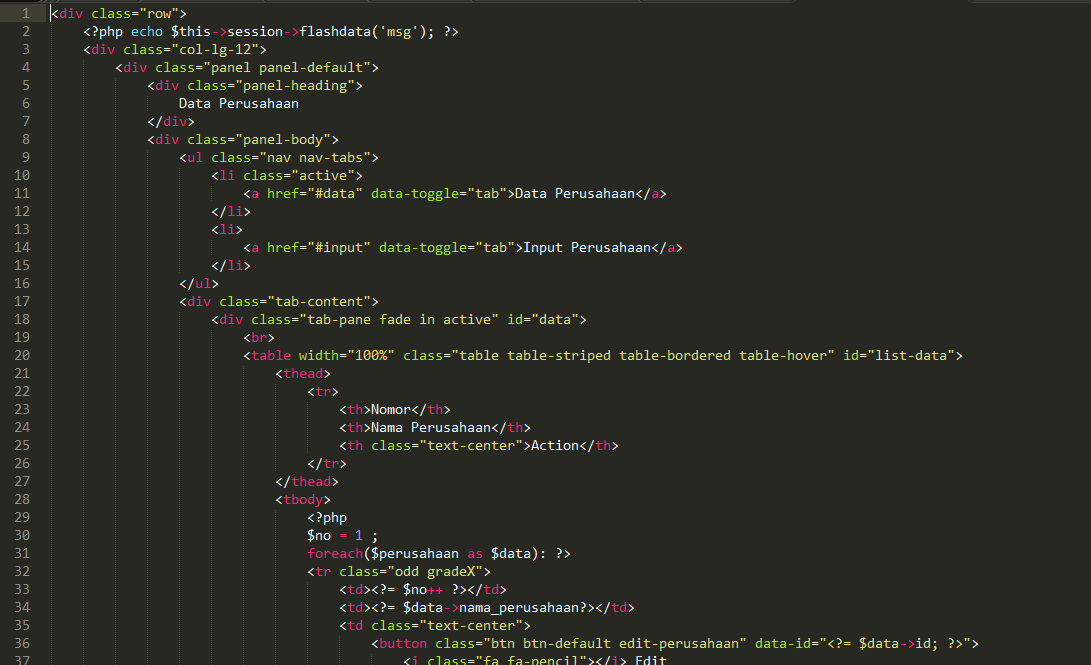 1 <div class="row">
2 <?php echo $this->session->flashdata('msg'); ?>
3 <div class="col-lg-12">
4 <div class="panel panel-default">
5 <div class="panel-heading">
6 Data Perusahaan
7 </div>
8 <div class="panel-body">
9 <ul class="nav nav-tabs">
10 <li class="active">
11 <a href="#data" data-toggle="tab">Data Perusahaan</a>
12 </li>
13 <li>
14 <a href="#input" data-toggle="tab">Input Perusahaan</a>
15 </li>
16 </ul>
17 <div class="tab-content">
18 <div class="tab-pane fade in active" id="data">
19 <br>
20 <table width="100%" class="table table-striped table-bordered table-hover" id="list-data">
21 <thead>
22 <tr>
23 <th>Nomor</th>
24 <th>Nama Perusahaan</th>
25 <th class="text-center">Action</th>
26 </tr>
27 </thead>
28 <tbody>
29 <?php
30 $no = 1 ;
31 foreach($perusahaan as $data): ?>
32 <tr class="odd gradeX">
33 <td><?= $no++ ?></td>
34 <td><?= $data->nama_perusahaan?></td>
35 <td class="text-center">
36 <button class="btn btn-default edit-perusahaan" data-id="<?= $data->id; ?>">
37 <i class="fa fa-pencil"></i> Edit